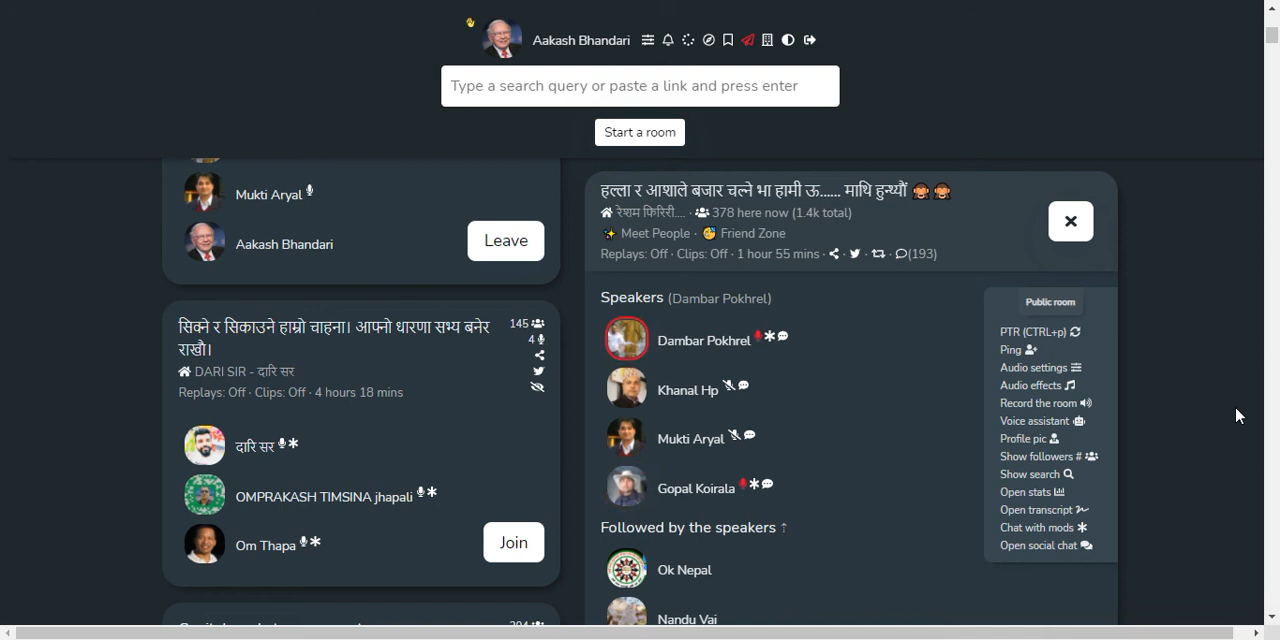 Aakash Bhandari
Type a search query or paste a link and press enter
Start a room
Mukti Aryal
Aakash Bhandari
Leave
सिक्ने र सिकाउने हाम्रो चाहना। आफ्नो धारणा सभ्य बनेर
राखौ।
145
4
DARI SIR - दारि सर
Replays: Off · Clips: Off · 4 hours 18 mins
दारि सर
OMPRAKASH TIMSINA jhapali
Om Thapa
Join
हल्ला र आशाले बजार चल्ने भा हामी ऊ...... माथि हुन्थ्यौं 🙈 🙈
रेशम फिरिरी.... · 378 here now (1.4k total)
Meet People · Friend Zone
Replays: Off · Clips: Off · 1 hour 55 mins · (193)
Speakers (Dambar Pokhrel)
Dambar Pokhrel
Khanal Hp
Mukti Aryal
Gopal Koirala
Followed by the speakers ↑
Ok Nepal
Nandu Vai
Public room
PTR (CTRL+p)
Ping
Audio settings
Audio effects
Record the room
Voice assistant
Profile pic
Show followers #
Show search
Open stats
Open transcript
Chat with mods
Open social chat